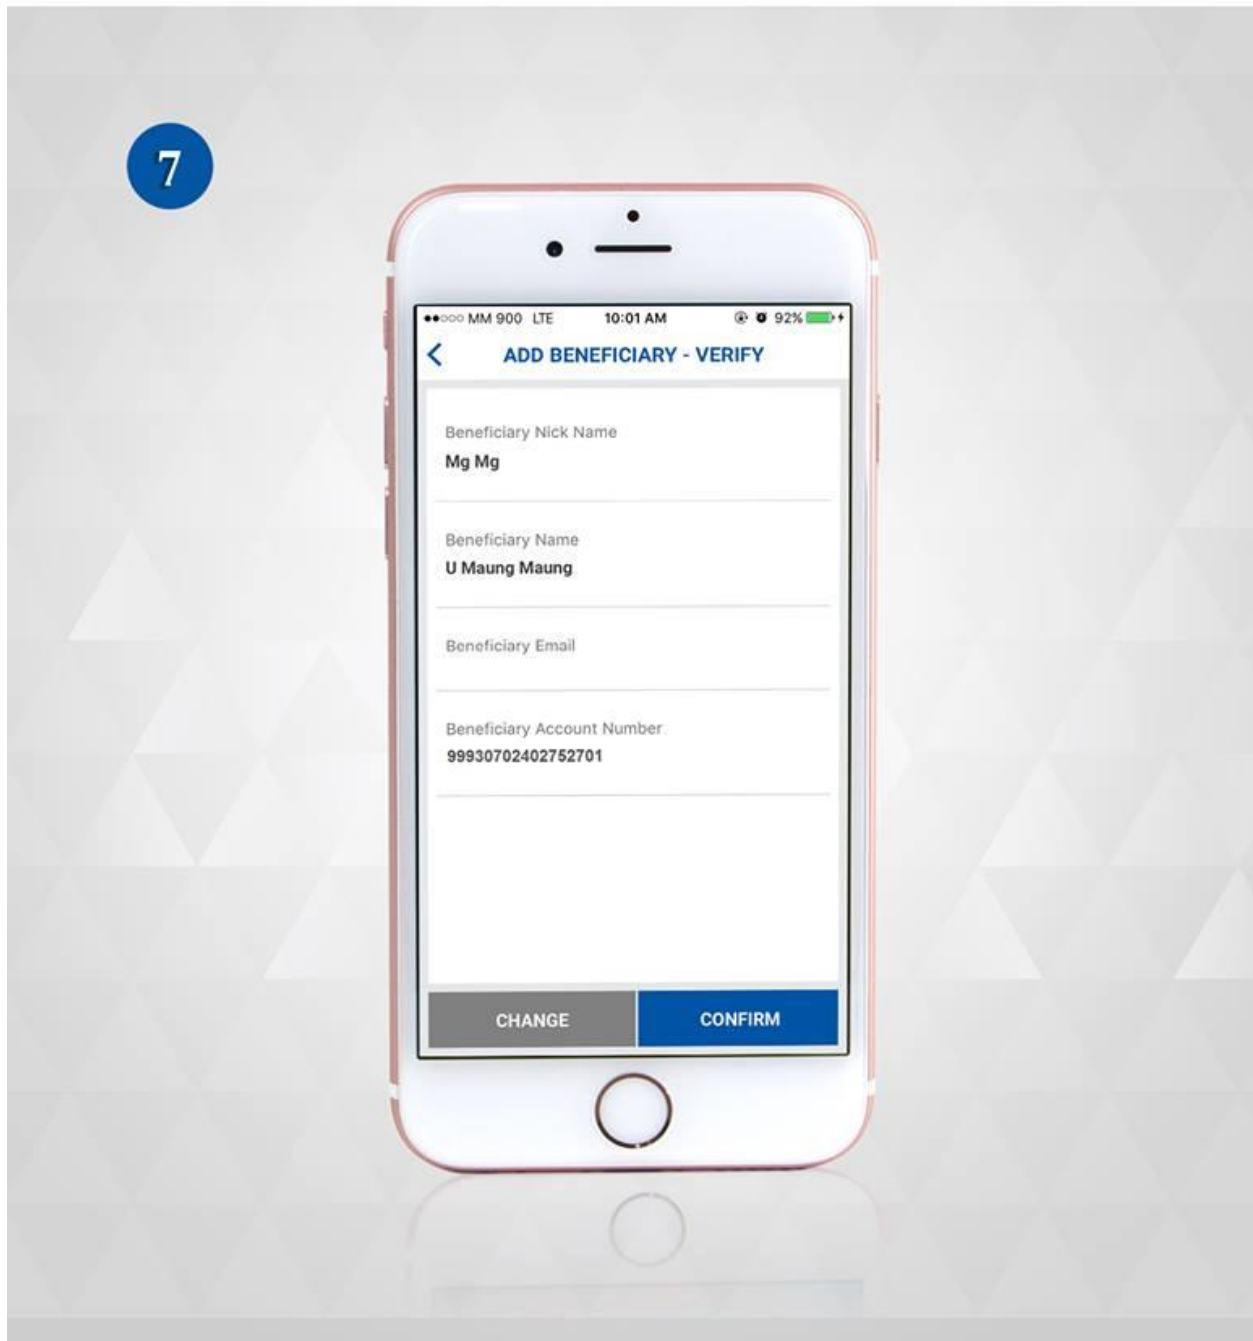 7
MM 900 LTE 10:01 AM 92%
ADD BENEFICIARY - VERIFY
Beneficiary Nick Name
Mg Mg
Beneficiary Name
U Maung Maung
Beneficiary Email
Beneficiary Account Number
99930702402752701
CHANGE CONFIRM